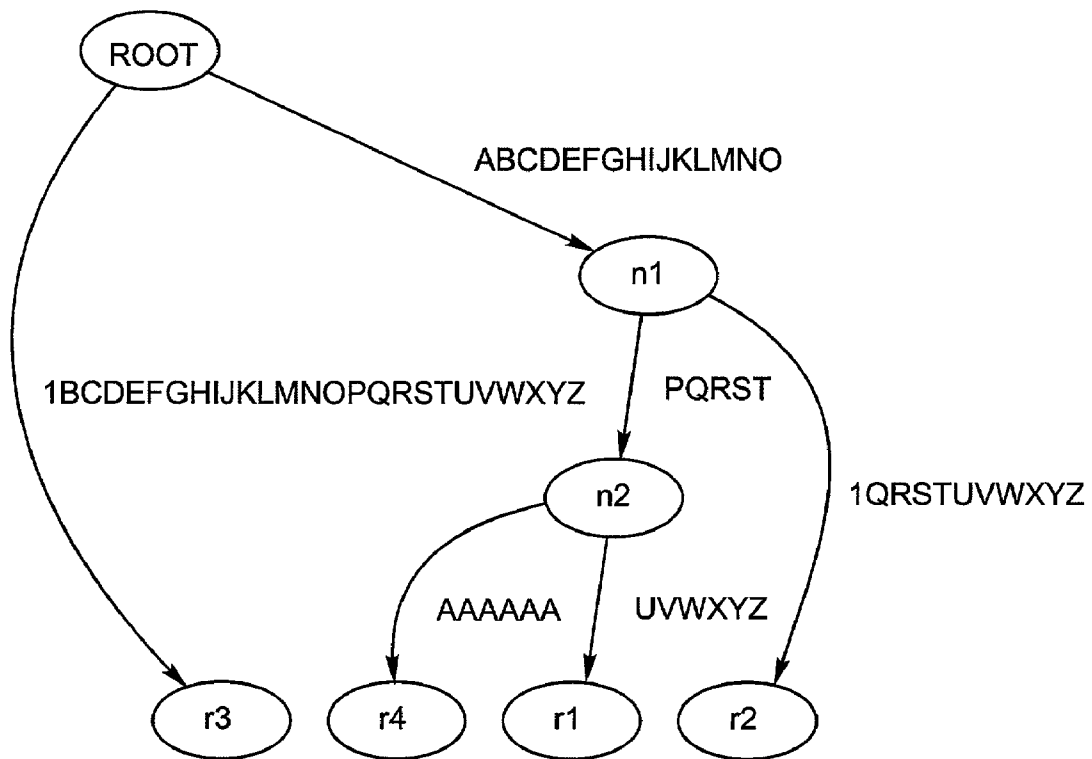 ROOT
ABCDEFGHIJKLMNO
n1
1BCDEFGHIJKLMNOPQRSTUVWXYZ
PQRST
n2
1QRSTUVWXYZ
AAAAAA
UVWXYZ
r3
r4
r1
r2